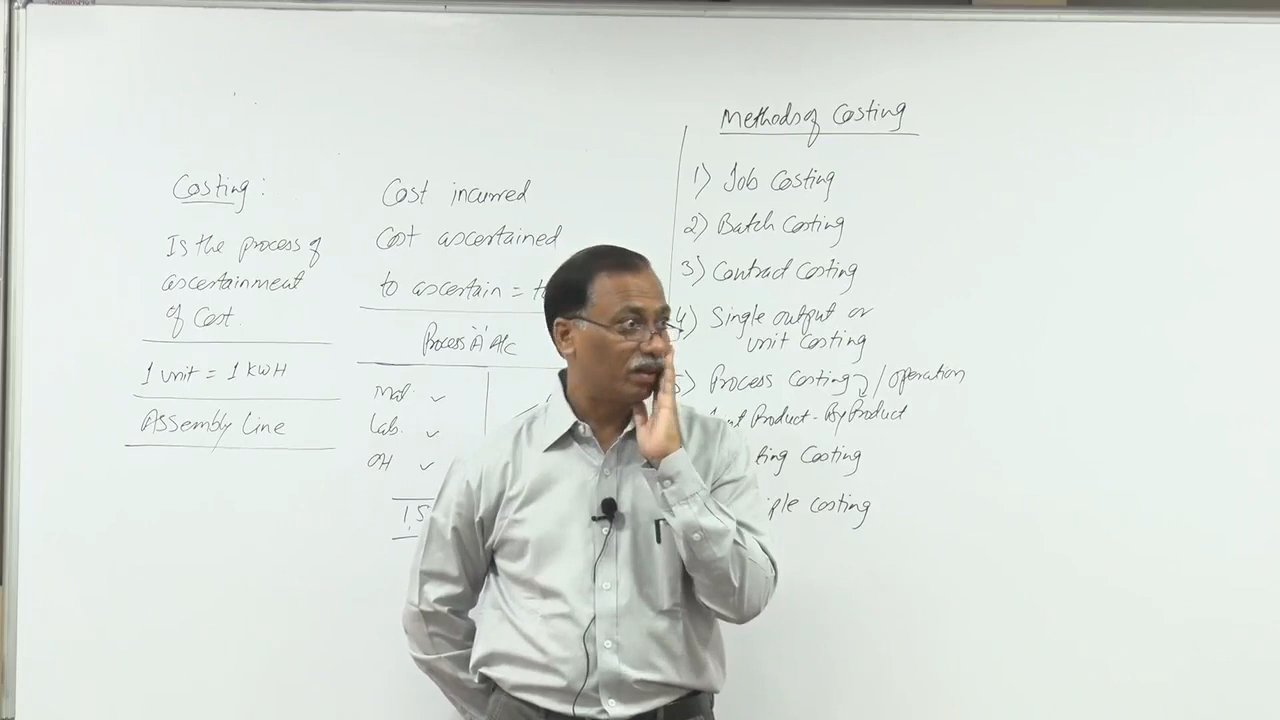 Costing :
Is the process of
ascertainment
of Cost.
1 unit = 1 KWH
Assembly Line
Cost incurred
Cost ascertained
to ascertain =
Process 'A' A/C
Mat.
Lab.
OH
Methods of Costing
1) Job Costing
2) Batch Costing
3) Contract Costing
4) Single output or
unit Costing
5) Process Costing / operation
Product - By Product
Costing
Costing